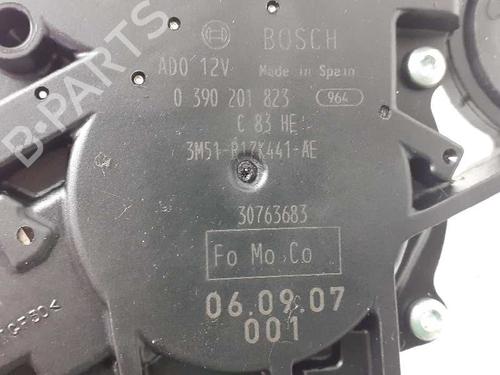 BOSCH
ADO 12V Made in Spain
0 390 201 823 964
C 83 HE
3M51-R17K441-AE
30763683
Fo Mo Co
06.09.07
001
B-PARTS